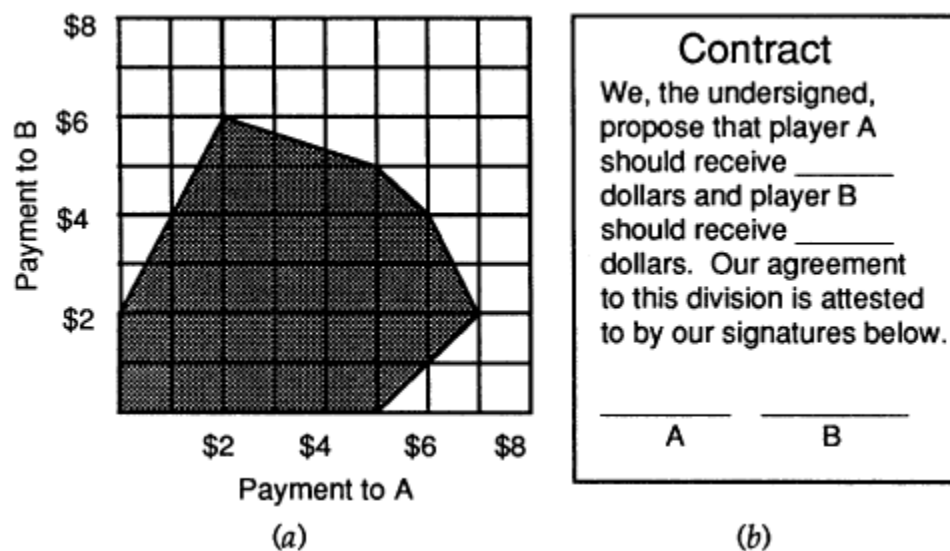 $8
$6
$4
$2
Payment to B
$2 $4 $6 $8
Payment to A
(a)
Contract
We, the undersigned,
propose that player A
should receive ______
dollars and player B
should receive ______
dollars. Our agreement
to this division is attested
to by our signatures below.
A B
(b)